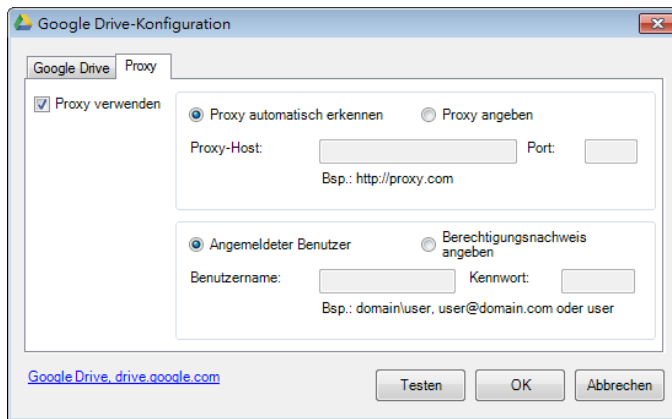 Google Drive-Konfiguration
Google Drive
Proxy
Proxy verwenden
Proxy automatisch erkennen
Proxy angeben
Proxy-Host:
Port:
Bsp.: http://proxy.com
Angemeldeter Benutzer
Berechtigungsnachweis
angeben
Benutzername:
Kennwort:
Bsp.: domain\user, user@domain.com oder user
Google Drive, drive.google.com
Testen
OK
Abbrechen